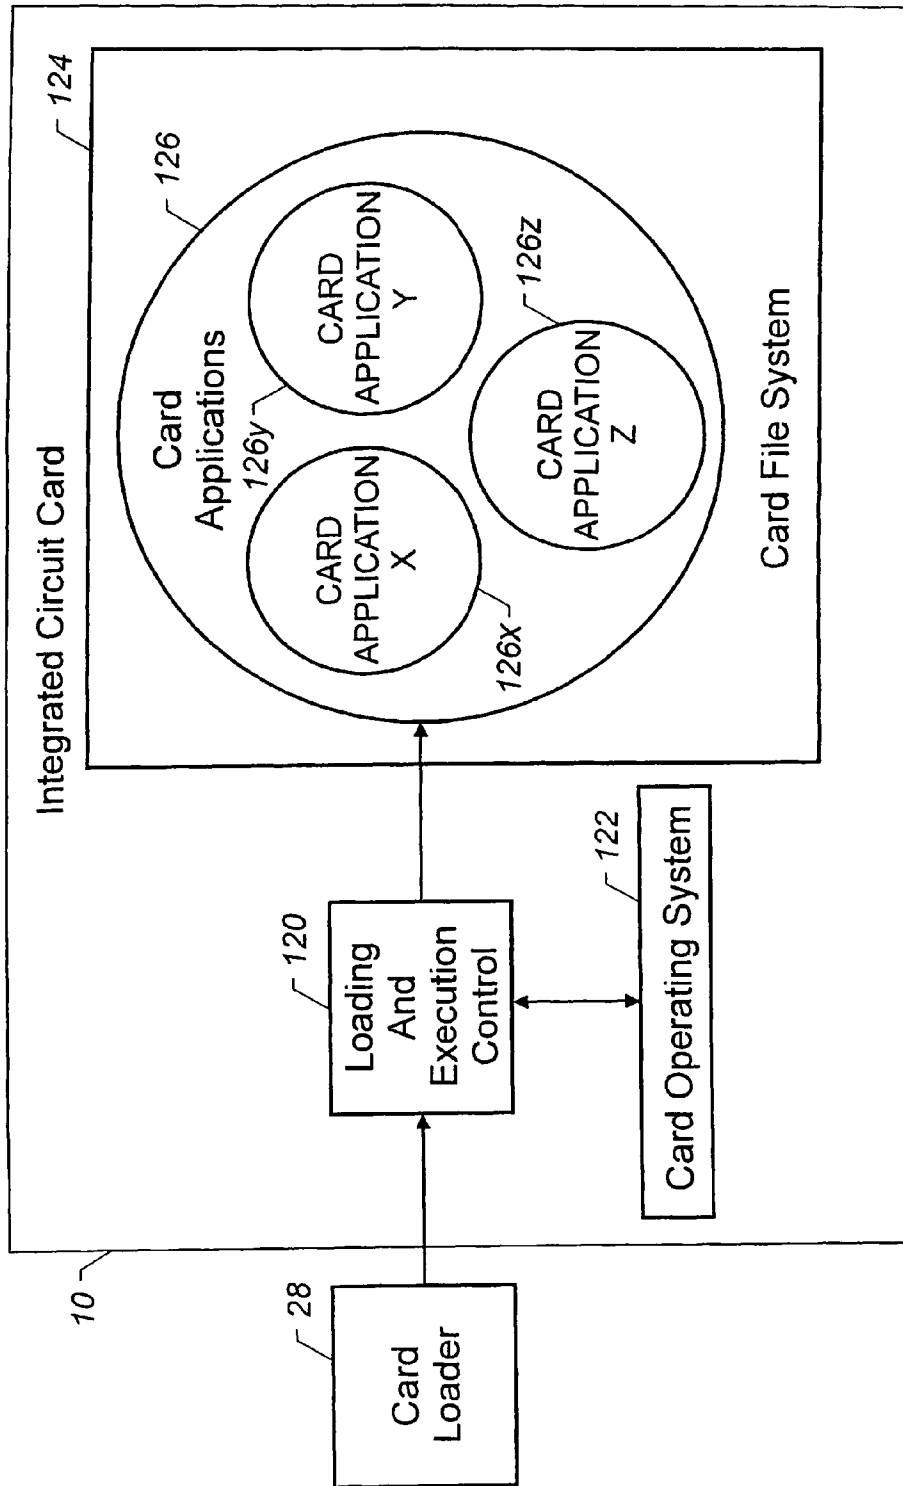 Integrated Circuit Card
124
126
Card
Applications
126y
CARD
APPLICATION
X
CARD
APPLICATION
Y
126x
126z
CARD
APPLICATION
Z
Card File System
10
28
Card
Loader
120
Loading
And
Execution
Control
122
Card Operating System